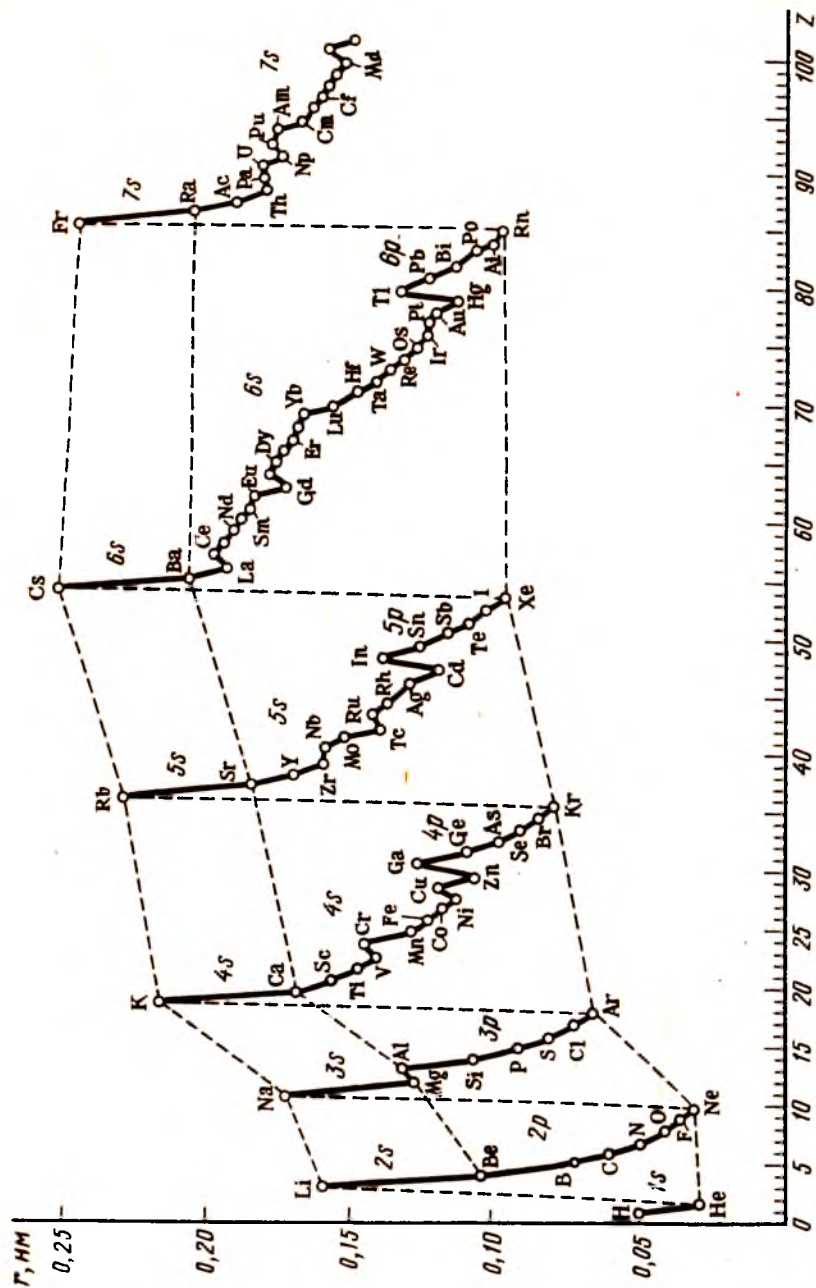 r, нм
0,25
0,20
0,15
0,10
0,05
0 5 10 15 20 25 30 40 50 60 70 80 90 100 Z
H
He
1s
Li
2s
Be
B
C
N
O
F
Ne
2p
Na
3s
Mg
Al
Si
P
S
Cl
Ar
3p
K
4s
Ca
Sc
Ti
V
Cr
4s
Mn
Fe
Co
Ni
Cu
Zn
Ga
4p
Ge
As
Se
Br
Kr
Rb
5s
Sr
Y
Zr
Nb
5s
Mo
Tc
Ru
Rh
Ag
Cd
In
5p
Sn
Sb
Te
I
Xe
Cs
6s
Ba
La
Ce
Nd
Sm
Eu
Gd
Dy
Er
Yb
6s
Lu
Hf
Ta
W
Re
Os
Ir
Pt
Au
Hg
Tl
6p
Pb
Bi
Po
Al
Rn
Fr
7s
Ra
Ac
Th
Pa
U
Np
Pu
Am
7s
Cm
Cf
Md